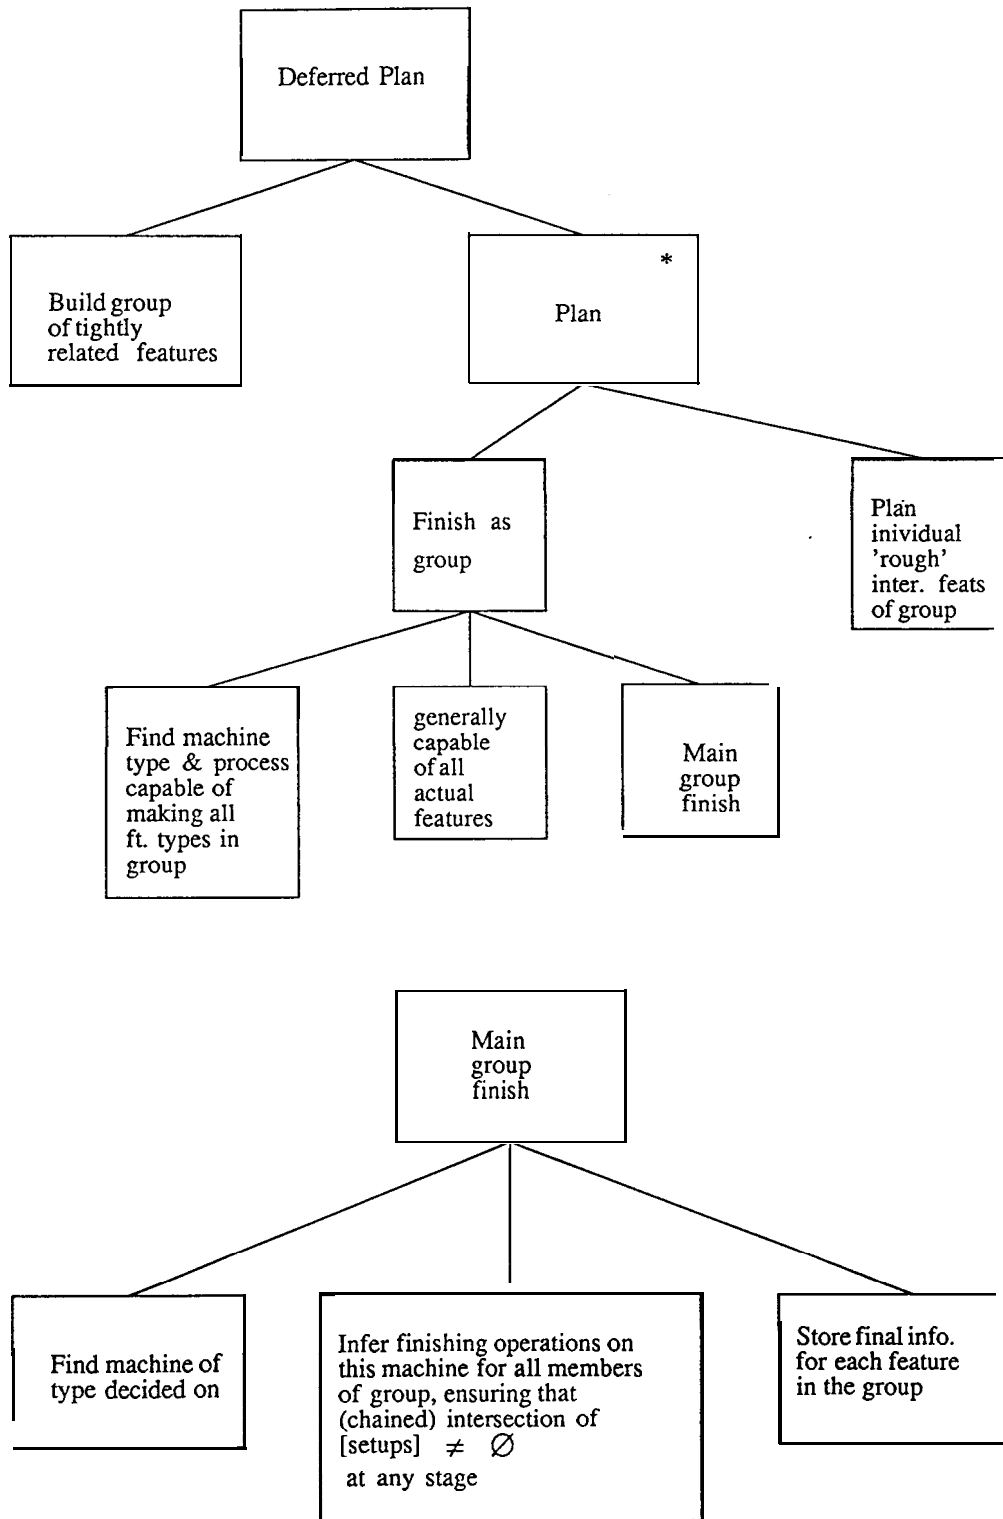 Deferred Plan
Build group
of tightly
related features
*
Plan
Finish as
group
Plan
inividual
'rough'
inter. feats
of group
Find machine
type & process
capable of
making all
ft. types in
group
generally
capable
of all
actual
features
Main
group
finish
Main
group
finish
Find machine of
type decided on
Infer finishing operations on
this machine for all members
of group, ensuring that
(chained) intersection of
[setups] ≠ ∅
at any stage
Store final info.
for each feature
in the group